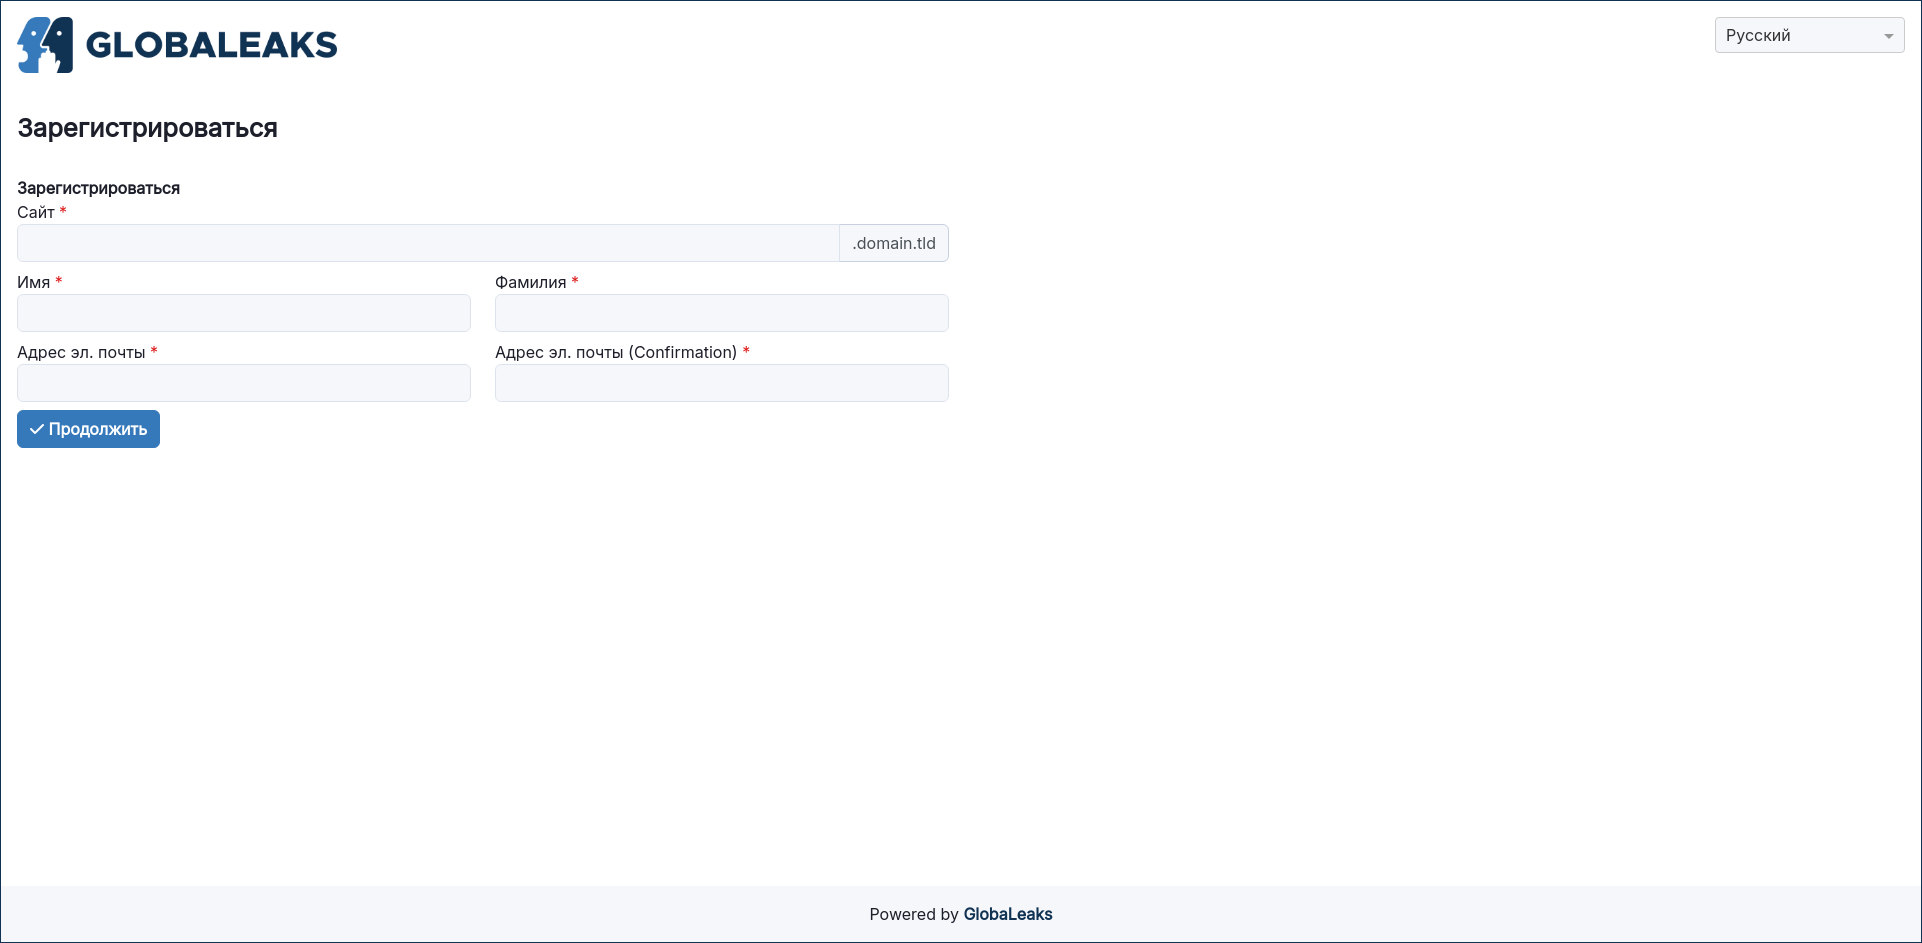 GLOBALEAKS
Русский
Зарегистрироваться
Зарегистрироваться
Сайт *
.domain.tld
Имя * Фамилия *
Адрес эл. почты * Адрес эл. почты (Confirmation) *
Продолжить
Powered by GlobaLeaks